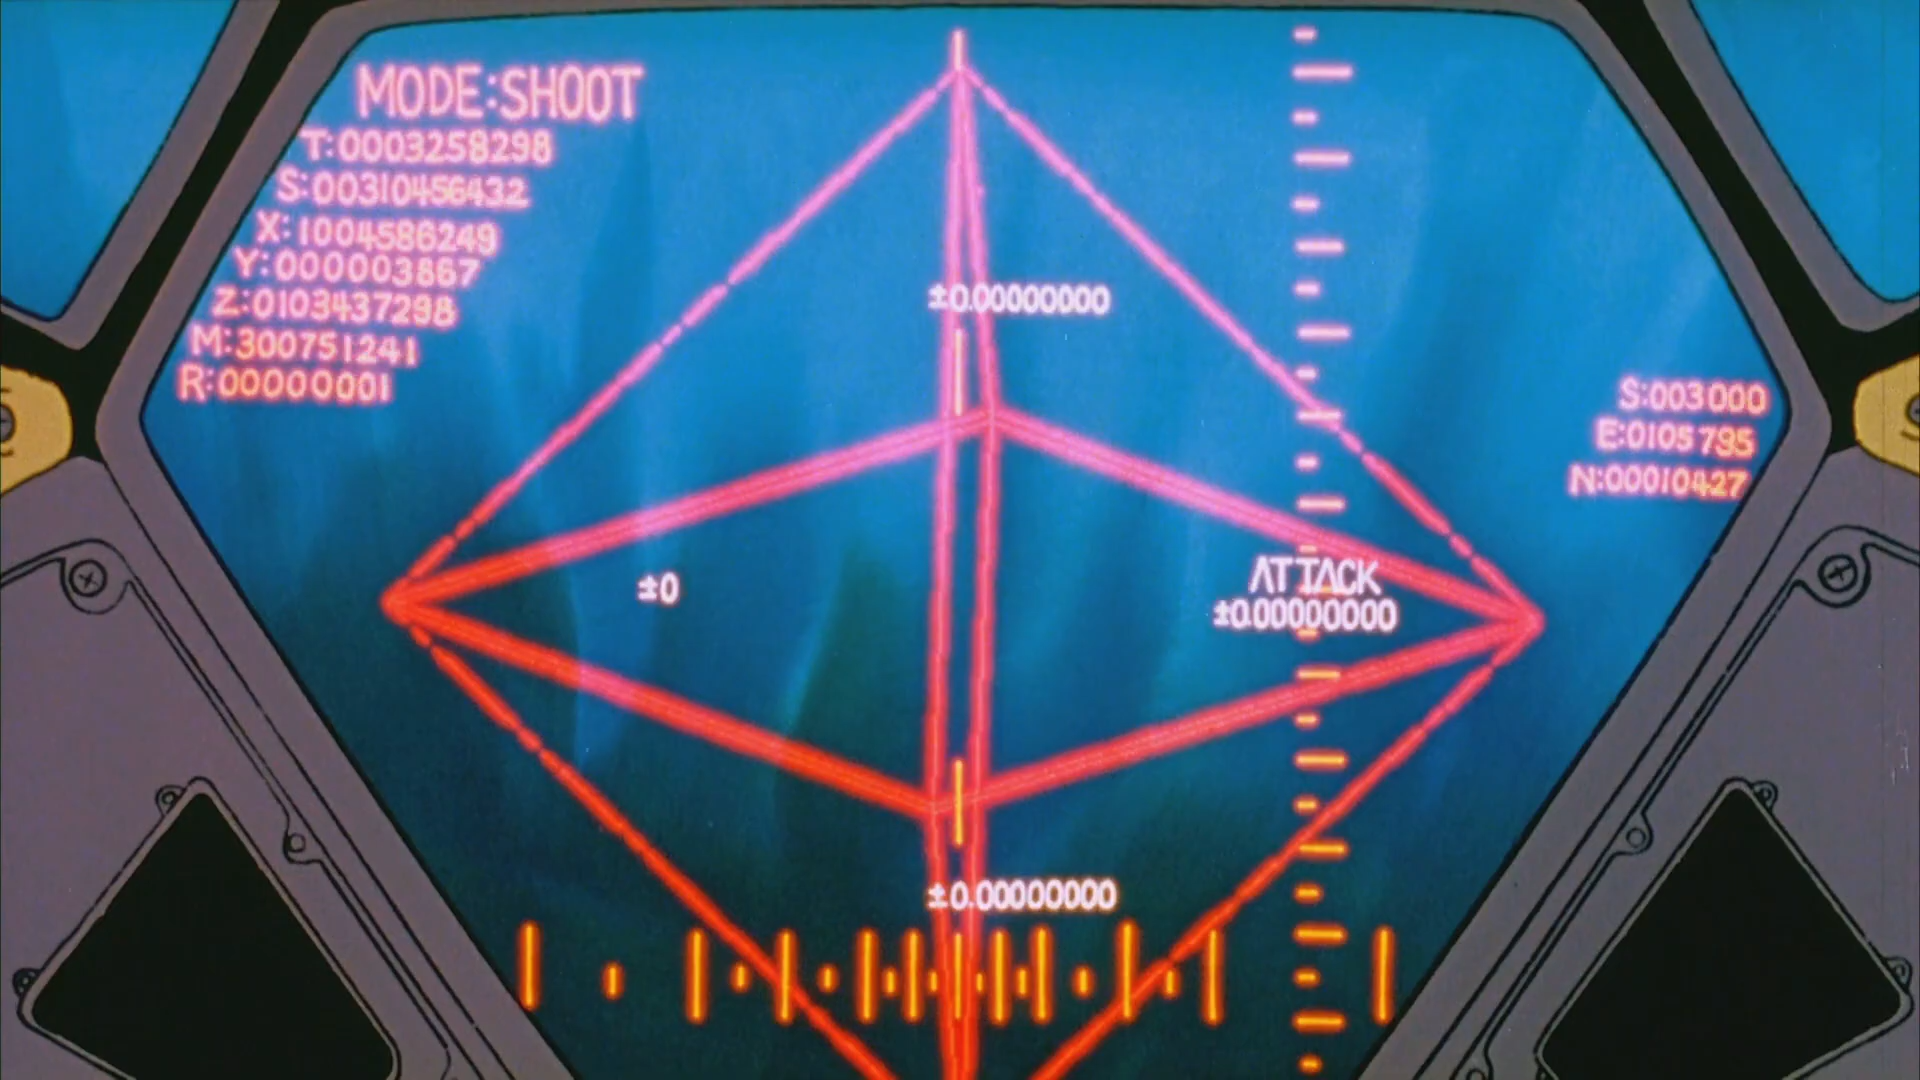 MODE:SHOOT
T:0003258298
S:00310456432
X:1004586249
Y:000003867
Z:0103437298
M:300751241
R:00000001
±0.00000000
S:003000
E:0105795
N:00010427
±0
ATTACK
±0.00000000
±0.00000000